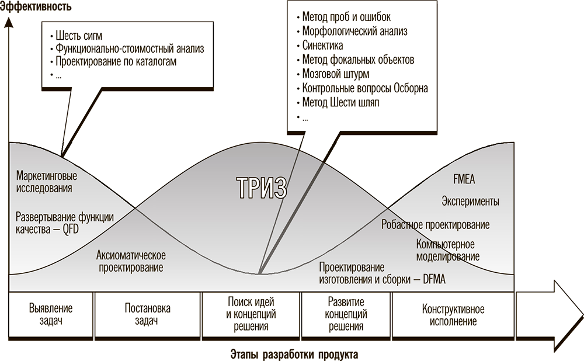 Эффективность
• Шесть сигм
• Функционально-стоимостный анализ
• Проектирование по каталогам
• ...
• Метод проб и ошибок
• Морфологический анализ
• Синектика
• Метод фокальных объектов
• Мозговой штурм
• Контрольные вопросы Осборна
• Метод Шести шляп
• ...
Маркетинговые
исследования
Развертывание функции
качества – QFD
Аксиоматическое
проектирование
ТРИЗ
FMEA
Эксперименты
Робастное проектирование
Компьютерное
моделирование
Проектирование
изготовления и сборки – DFMA
Выявление
задач
Постановка
задач
Поиск идей
и концепций
решения
Развитие
концепций
решения
Конструктивное
исполнение
Этапы разработки продукта